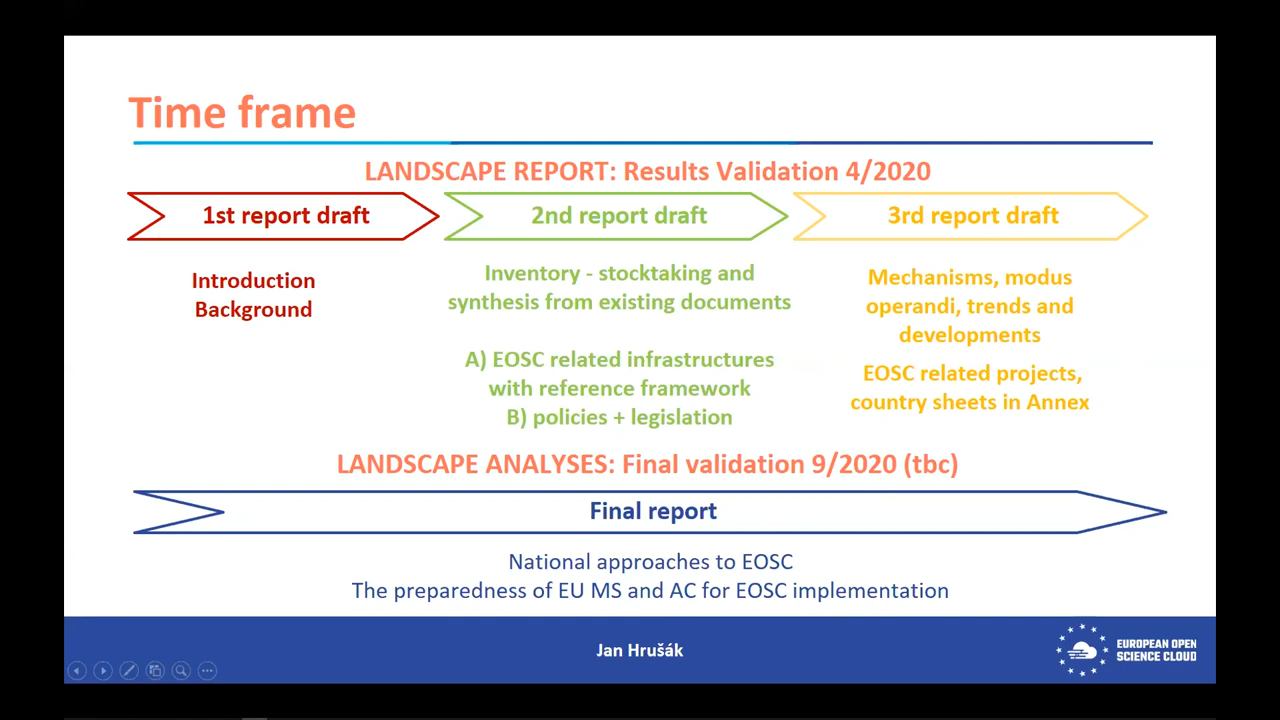 Time frame
LANDSCAPE REPORT: Results Validation 4/2020
1st report draft
2nd report draft
3rd report draft
Introduction
Background
Inventory - stocktaking and
synthesis from existing documents
A) EOSC related infrastructures
with reference framework
B) policies + legislation
Mechanisms, modus
operandi, trends and
developments
EOSC related projects,
country sheets in Annex
LANDSCAPE ANALYSES: Final validation 9/2020 (tbc)
Final report
National approaches to EOSC
The preparedness of EU MS and AC for EOSC implementation
Jan Hrušák
EUROPEAN OPEN
SCIENCE CLOUD